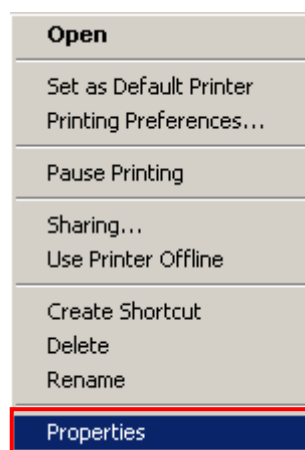 Open
Set as Default Printer
Printing Preferences...
Pause Printing
Sharing...
Use Printer Offline
Create Shortcut
Delete
Rename
Properties